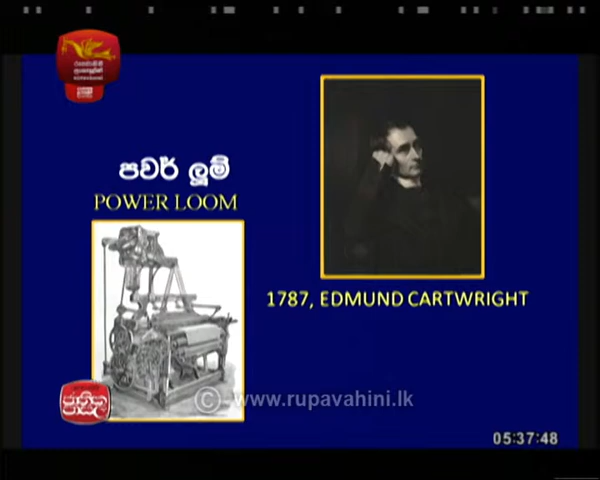 පවර් ලූම්
POWER LOOM
1787, EDMUND CARTWRIGHT
© www.rupavahini.lk
05:37:48